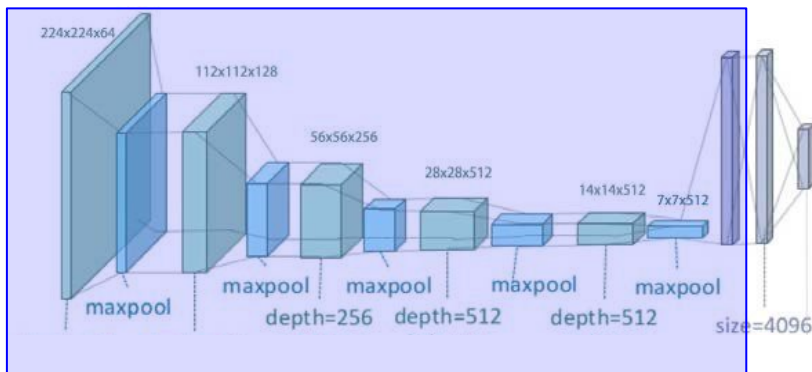 224x224x64
112x112x128
56x56x256
28x28x512
14x14x512
7x7x512
maxpool
maxpool
maxpool
maxpool
maxpool
depth=256
depth=512
depth=512
size=4096